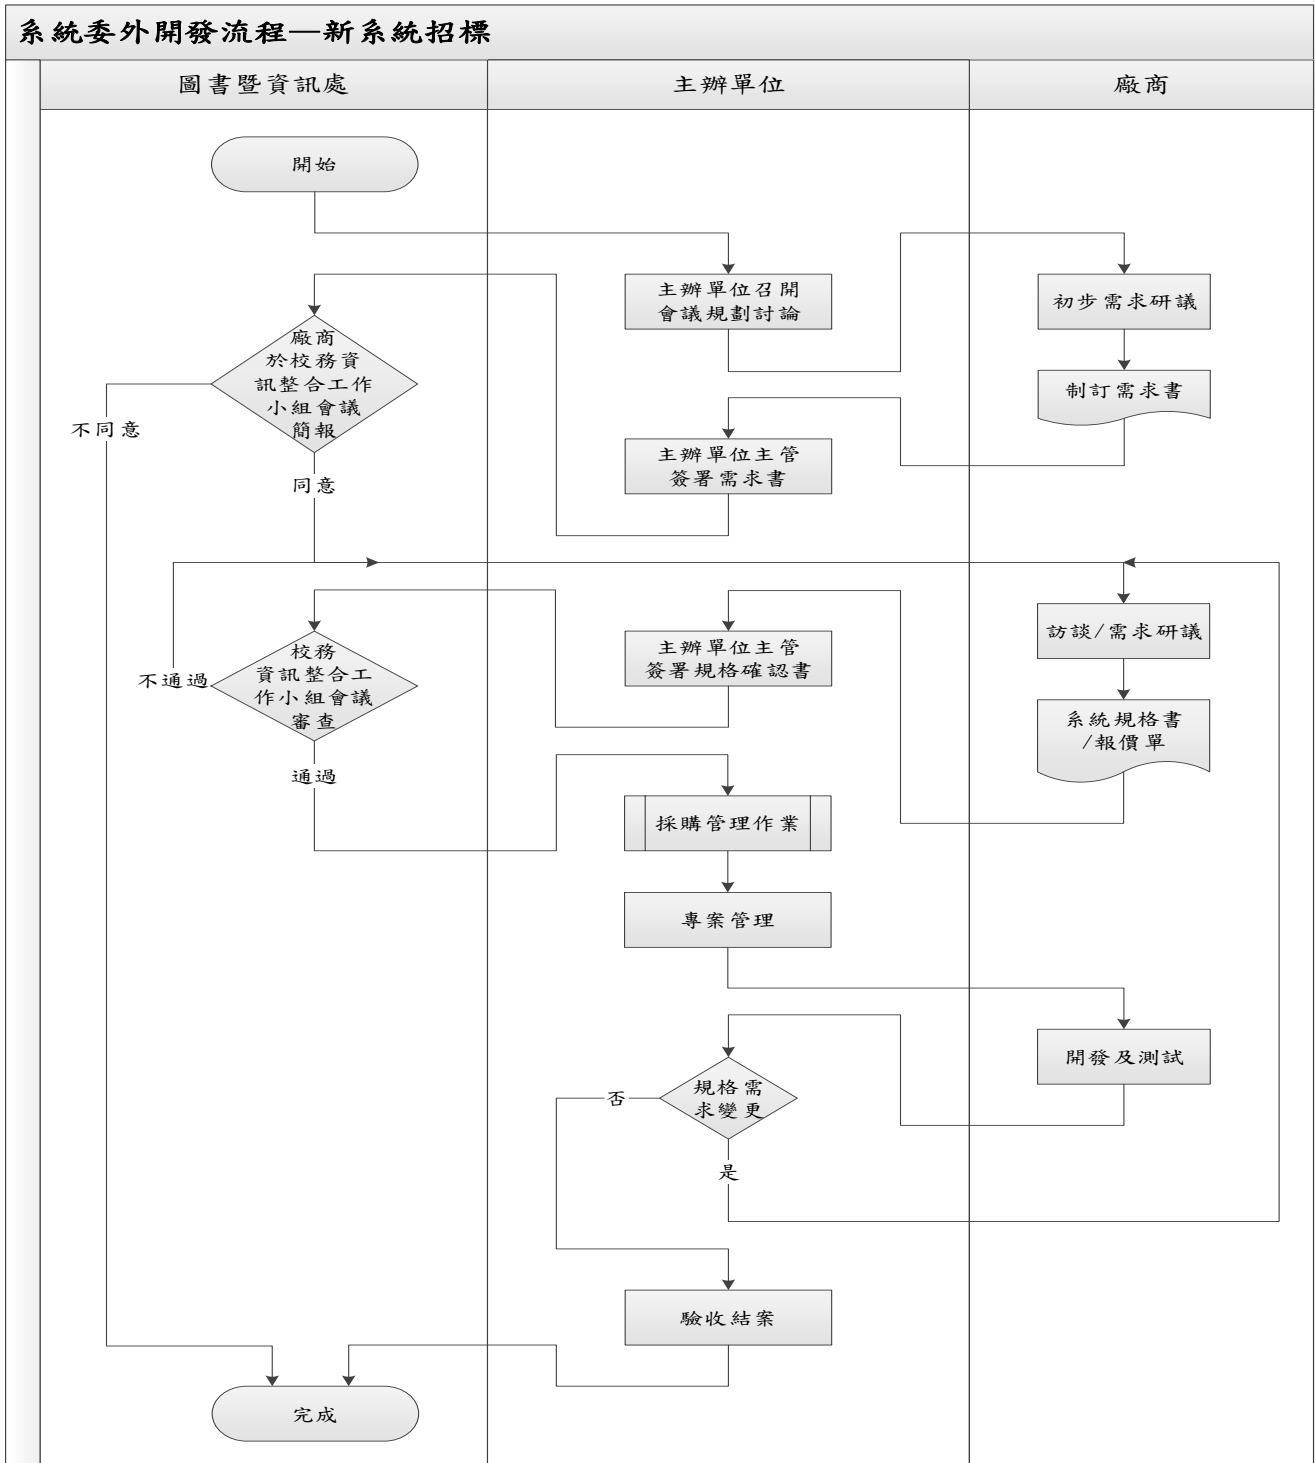 系統委外開發流程—新系統招標
圖書暨資訊處
主辦單位
廠商
開始
主辦單位召開
會議規劃討論
初步需求研議
廠商
於校務資
訊整合工作
小組會議
簡報
制訂需求書
不同意
主辦單位主管
簽署需求書
同意
訪談/需求研議
校務
資訊整合工
作小組會議
審查
主辦單位主管
簽署規格確認書
不通過
系統規格書
/報價單
通過
採購管理作業
專案管理
開發及測試
規格需
求變更
否
是
驗收結案
完成